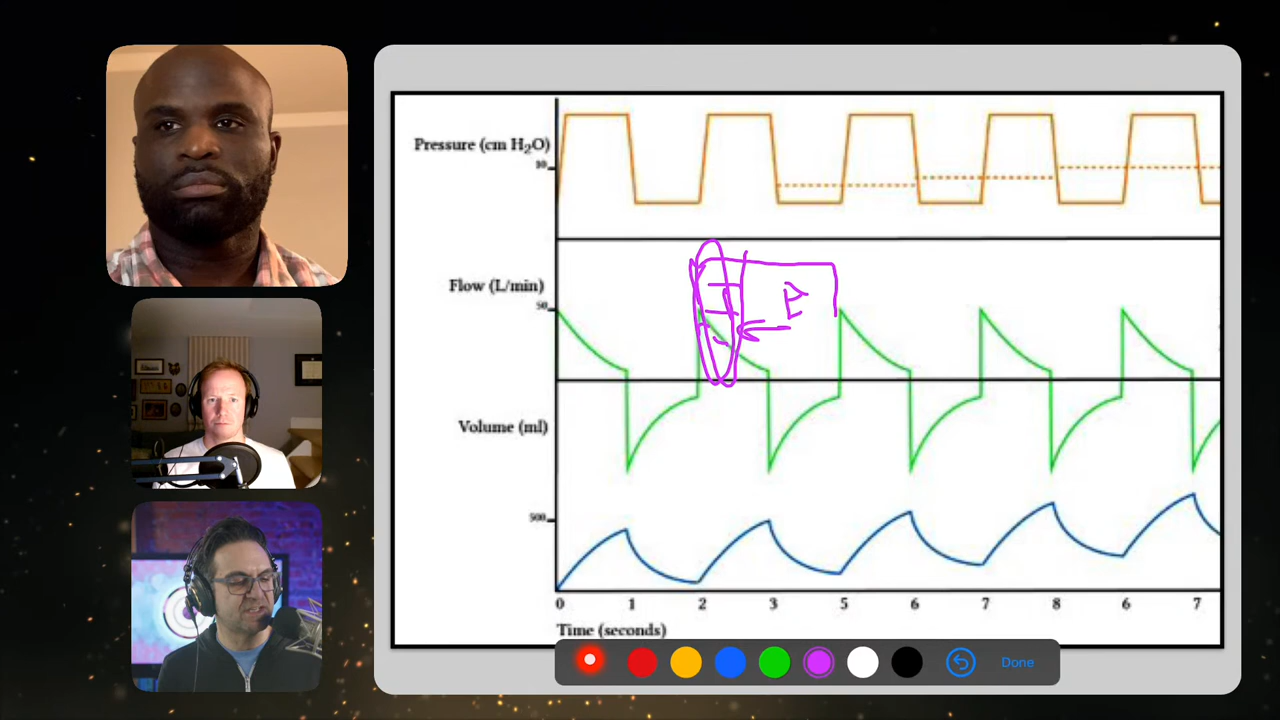 Pressure (cm H₂O)
20
Flow (L/min)
50
Volume (ml)
500
0 1 2 3 5 6 7 8 6 7
Time (seconds)
P
Done